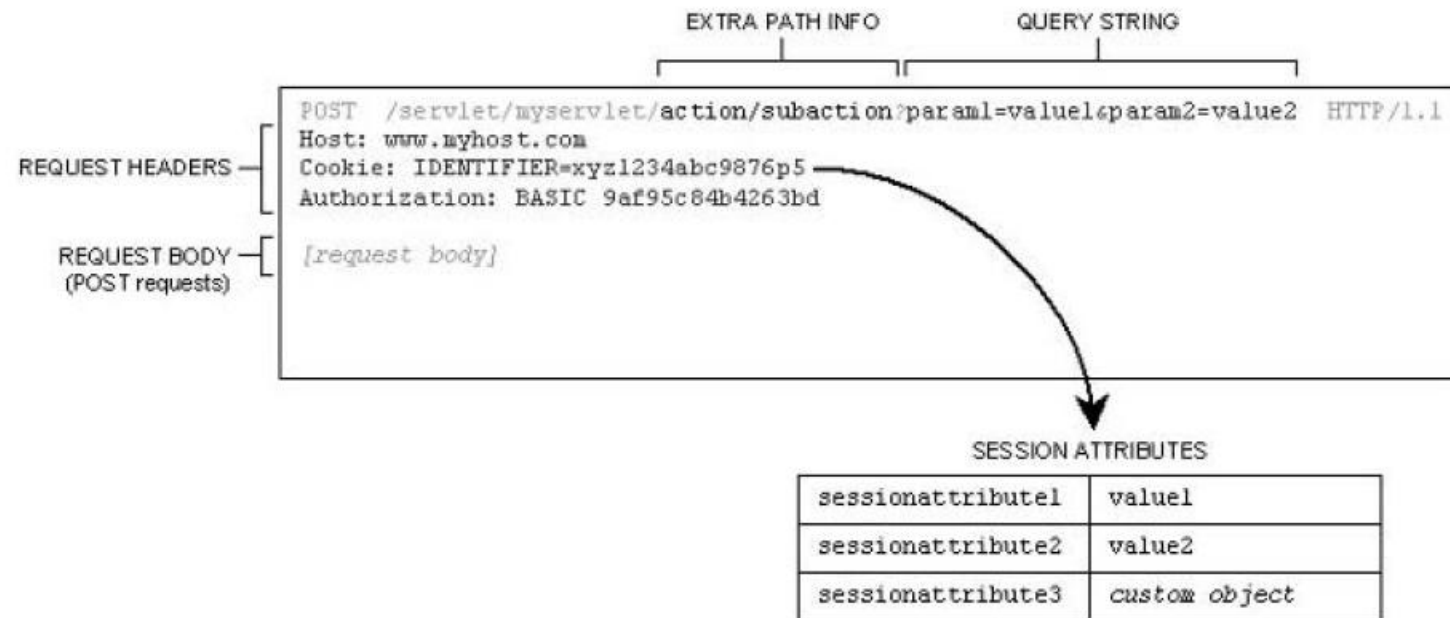 EXTRA PATH INFO QUERY STRING
POST /servlet/myservlet/action/subaction?param1=value1&param2=value2 HTTP/1.1
Host: www.myhost.com
REQUEST HEADERS Cookie: IDENTIFIER=xyz1234abc9876p5
Authorization: BASIC 9af95c84b4263bd
REQUEST BODY [request body]
(POST requests)
SESSION ATTRIBUTES
sessionattribute1 value1
sessionattribute2 value2
sessionattribute3 custom object